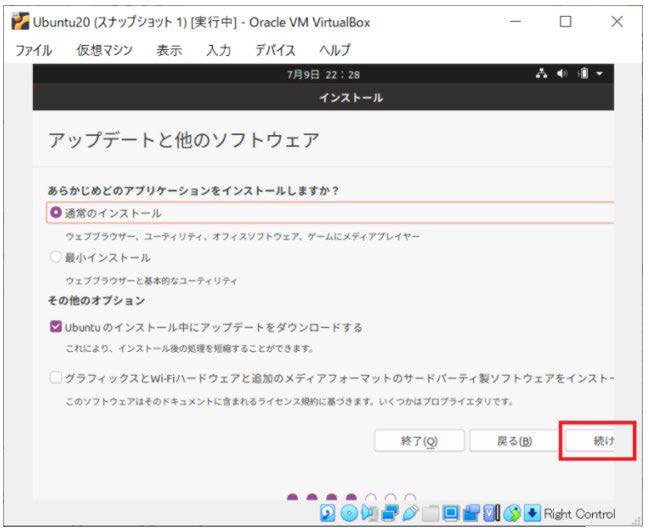 Ubuntu20 (スナップショット 1) [実行中] - Oracle VM VirtualBox
ファイル 仮想マシン 表示 入力 デバイス ヘルプ
7月9日 22：28
インストール
アップデートと他のソフトウェア
あらかじめどのアプリケーションをインストールしますか？
通常のインストール
ウェブブラウザー、ユーティリティ、オフィスソフトウェア、ゲームにメディアプレイヤー
最小インストール
ウェブブラウザーと基本的なユーティリティ
その他のオプション
Ubuntu のインストール中にアップデートをダウンロードする
これにより、インストール後の処理を短縮することができます。
グラフィックスとWi-Fiハードウェアと追加のメディアフォーマットのサードパーティ製ソフトウェアをインストー
このソフトウェアはそのドキュメントに含まれるライセンス規約に基づきます。いくつかはプロプライエタリです。
終了(Q) 戻る(B) 続け
Right Control